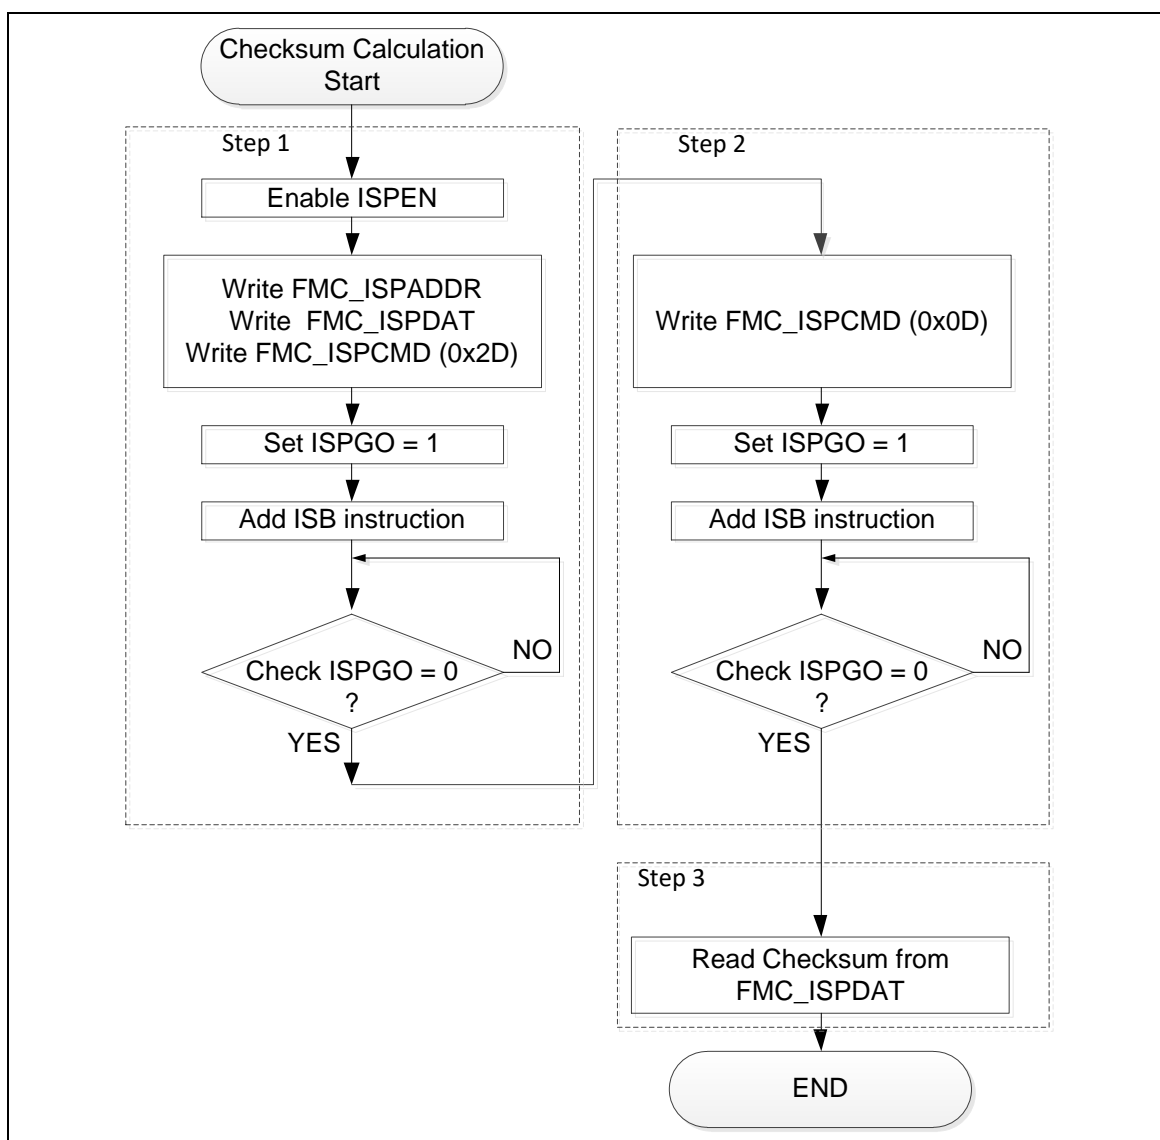 Checksum Calculation
Start
Step 1
Enable ISPEN
Write FMC_ISPADDR
Write  FMC_ISPDAT
Write FMC_ISPCMD (0x2D)
Set ISPGO = 1
Add ISB instruction
NO
Check ISPGO = 0
?
YES
Step 2
Write FMC_ISPCMD (0x0D)
Set ISPGO = 1
Add ISB instruction
NO
Check ISPGO = 0
?
YES
Step 3
Read Checksum from
FMC_ISPDAT
END